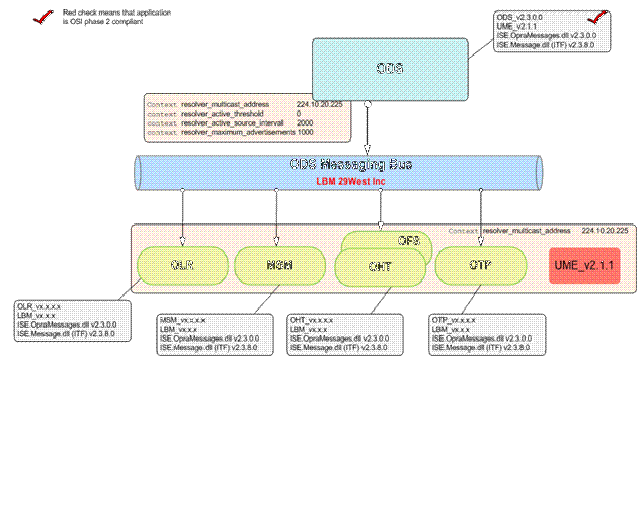 Red check means that application
is OSI phase 2 compliant
ODS_v2.3.0.0
UME_v2.1.1
ISE.OpraMessages.dll v2.3.0.0
ISE.Message.dll (ITF) v2.3.8.0
ODS
Context resolver_multicast_address 224.10.20.225
Context resolver_active_threshold 0
Context resolver_active_source_interval 2000
Context resolver_maximum_advertisements 1000
ODS Messaging Bus
LBM 29West Inc
Context resolver_multicast_address 224.10.20.225
OFS
OLR
MSM
OHT
OTP
UME_v2.1.1
OLR_vx.x.x.x
LBM_vx.x.x
ISE.OpraMessages.dll v2.3.0.0
ISE.Message.dll (ITF) v2.3.8.0
MSM_vx.x.x.x
LBM_vx.x.x
ISE.OpraMessages.dll v2.3.0.0
ISE.Message.dll (ITF) v2.3.8.0
OHT_vx.x.x.x
LBM_vx.x.x
ISE.OpraMessages.dll v2.3.0.0
ISE.Message.dll (ITF) v2.3.8.0
OTP_vx.x.x.x
LBM_vx.x.x
ISE.OpraMessages.dll v2.3.0.0
ISE.Message.dll (ITF) v2.3.8.0